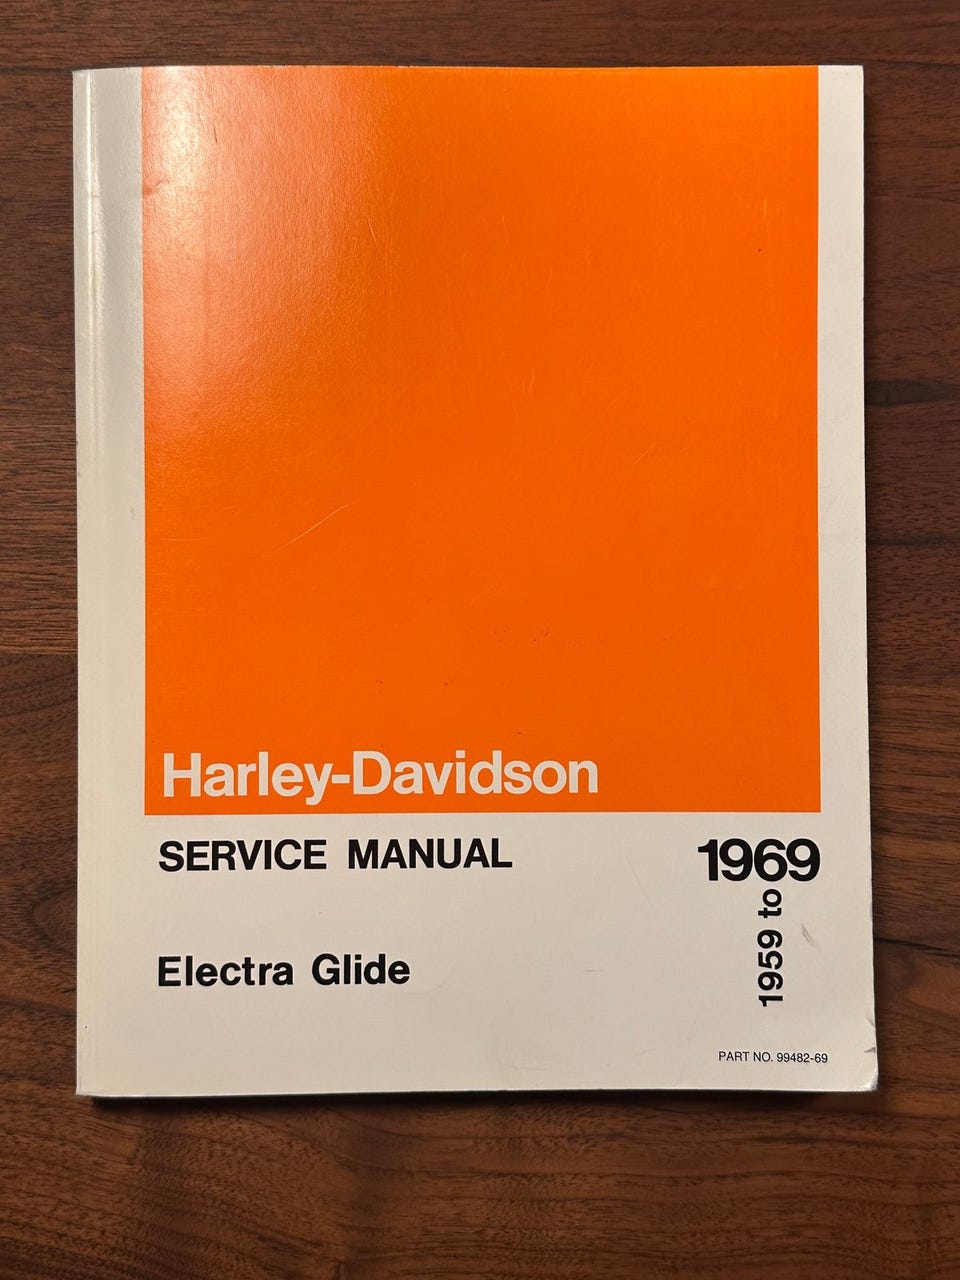 Harley-Davidson
SERVICE MANUAL
1969
1959 to
Electra Glide
PART NO. 99482-69